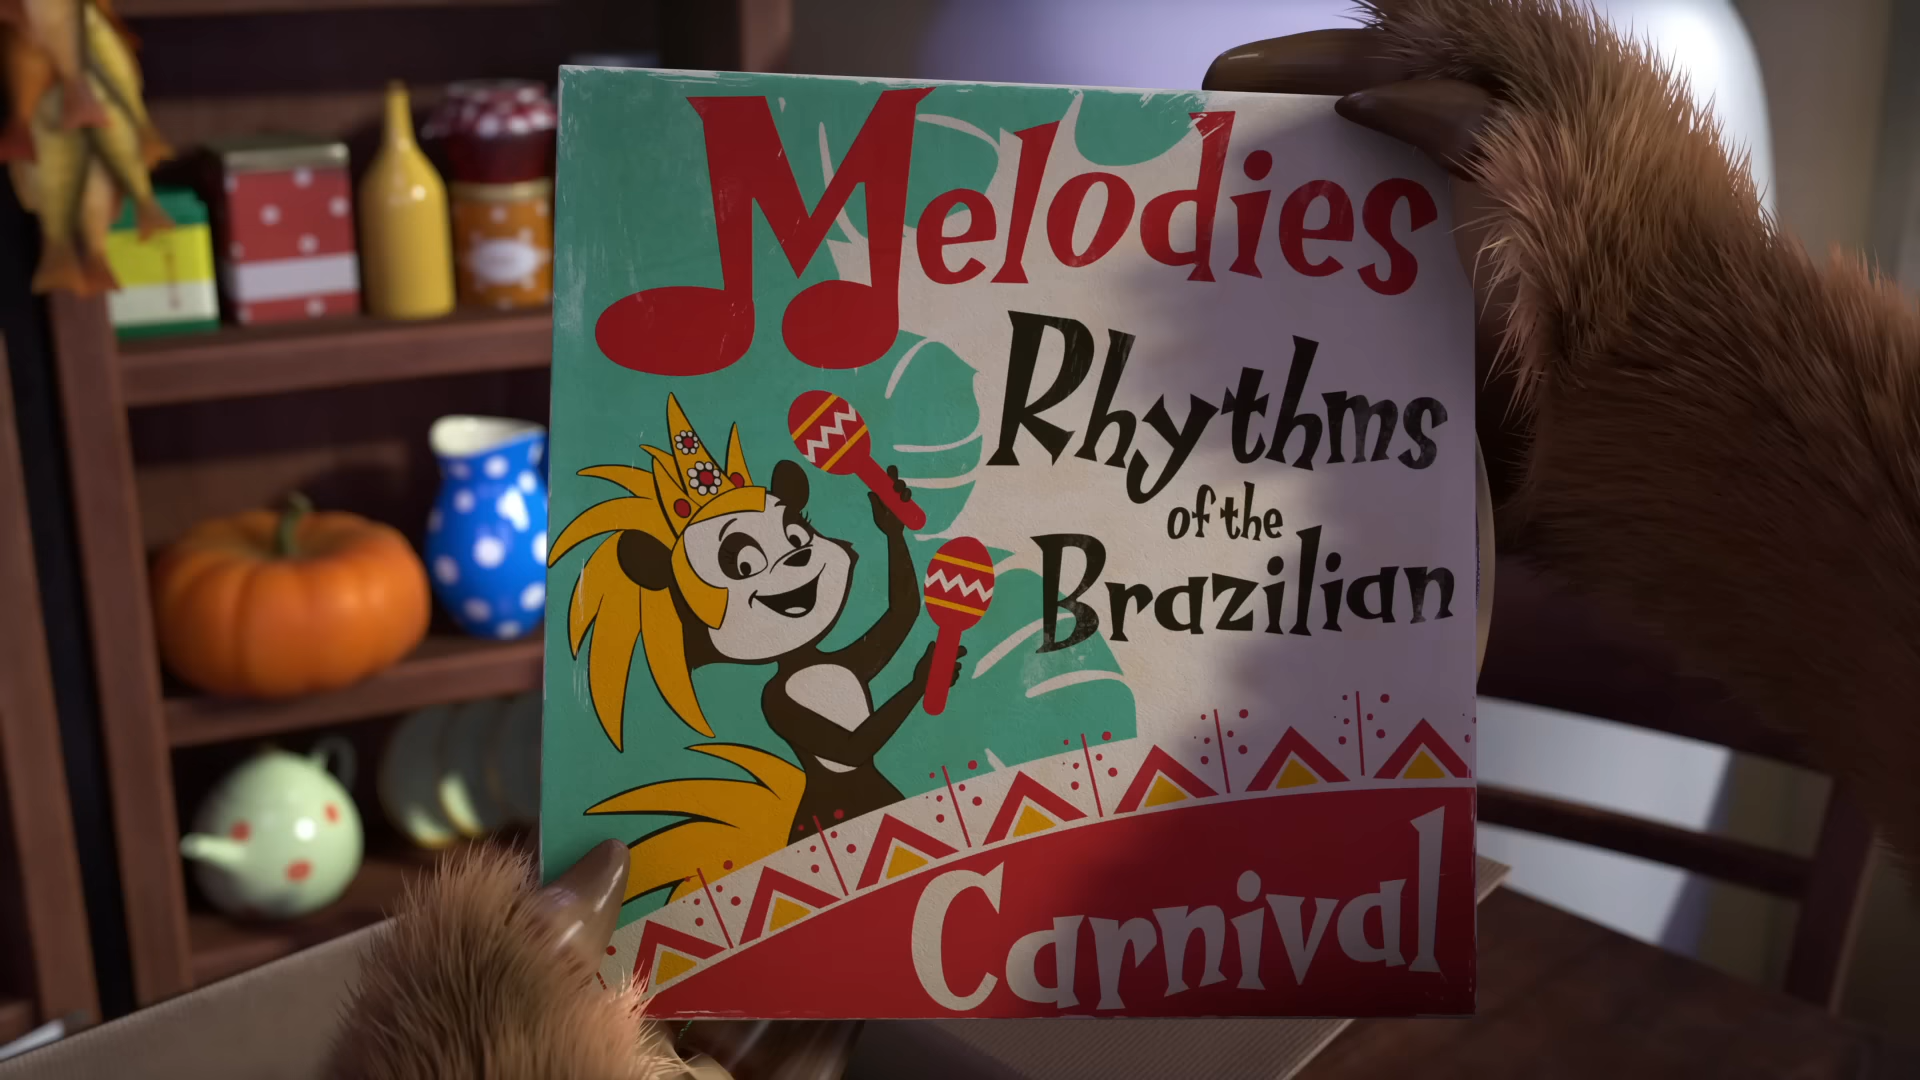 Melodies
Rhythms
of the
Brazilian
Carnival